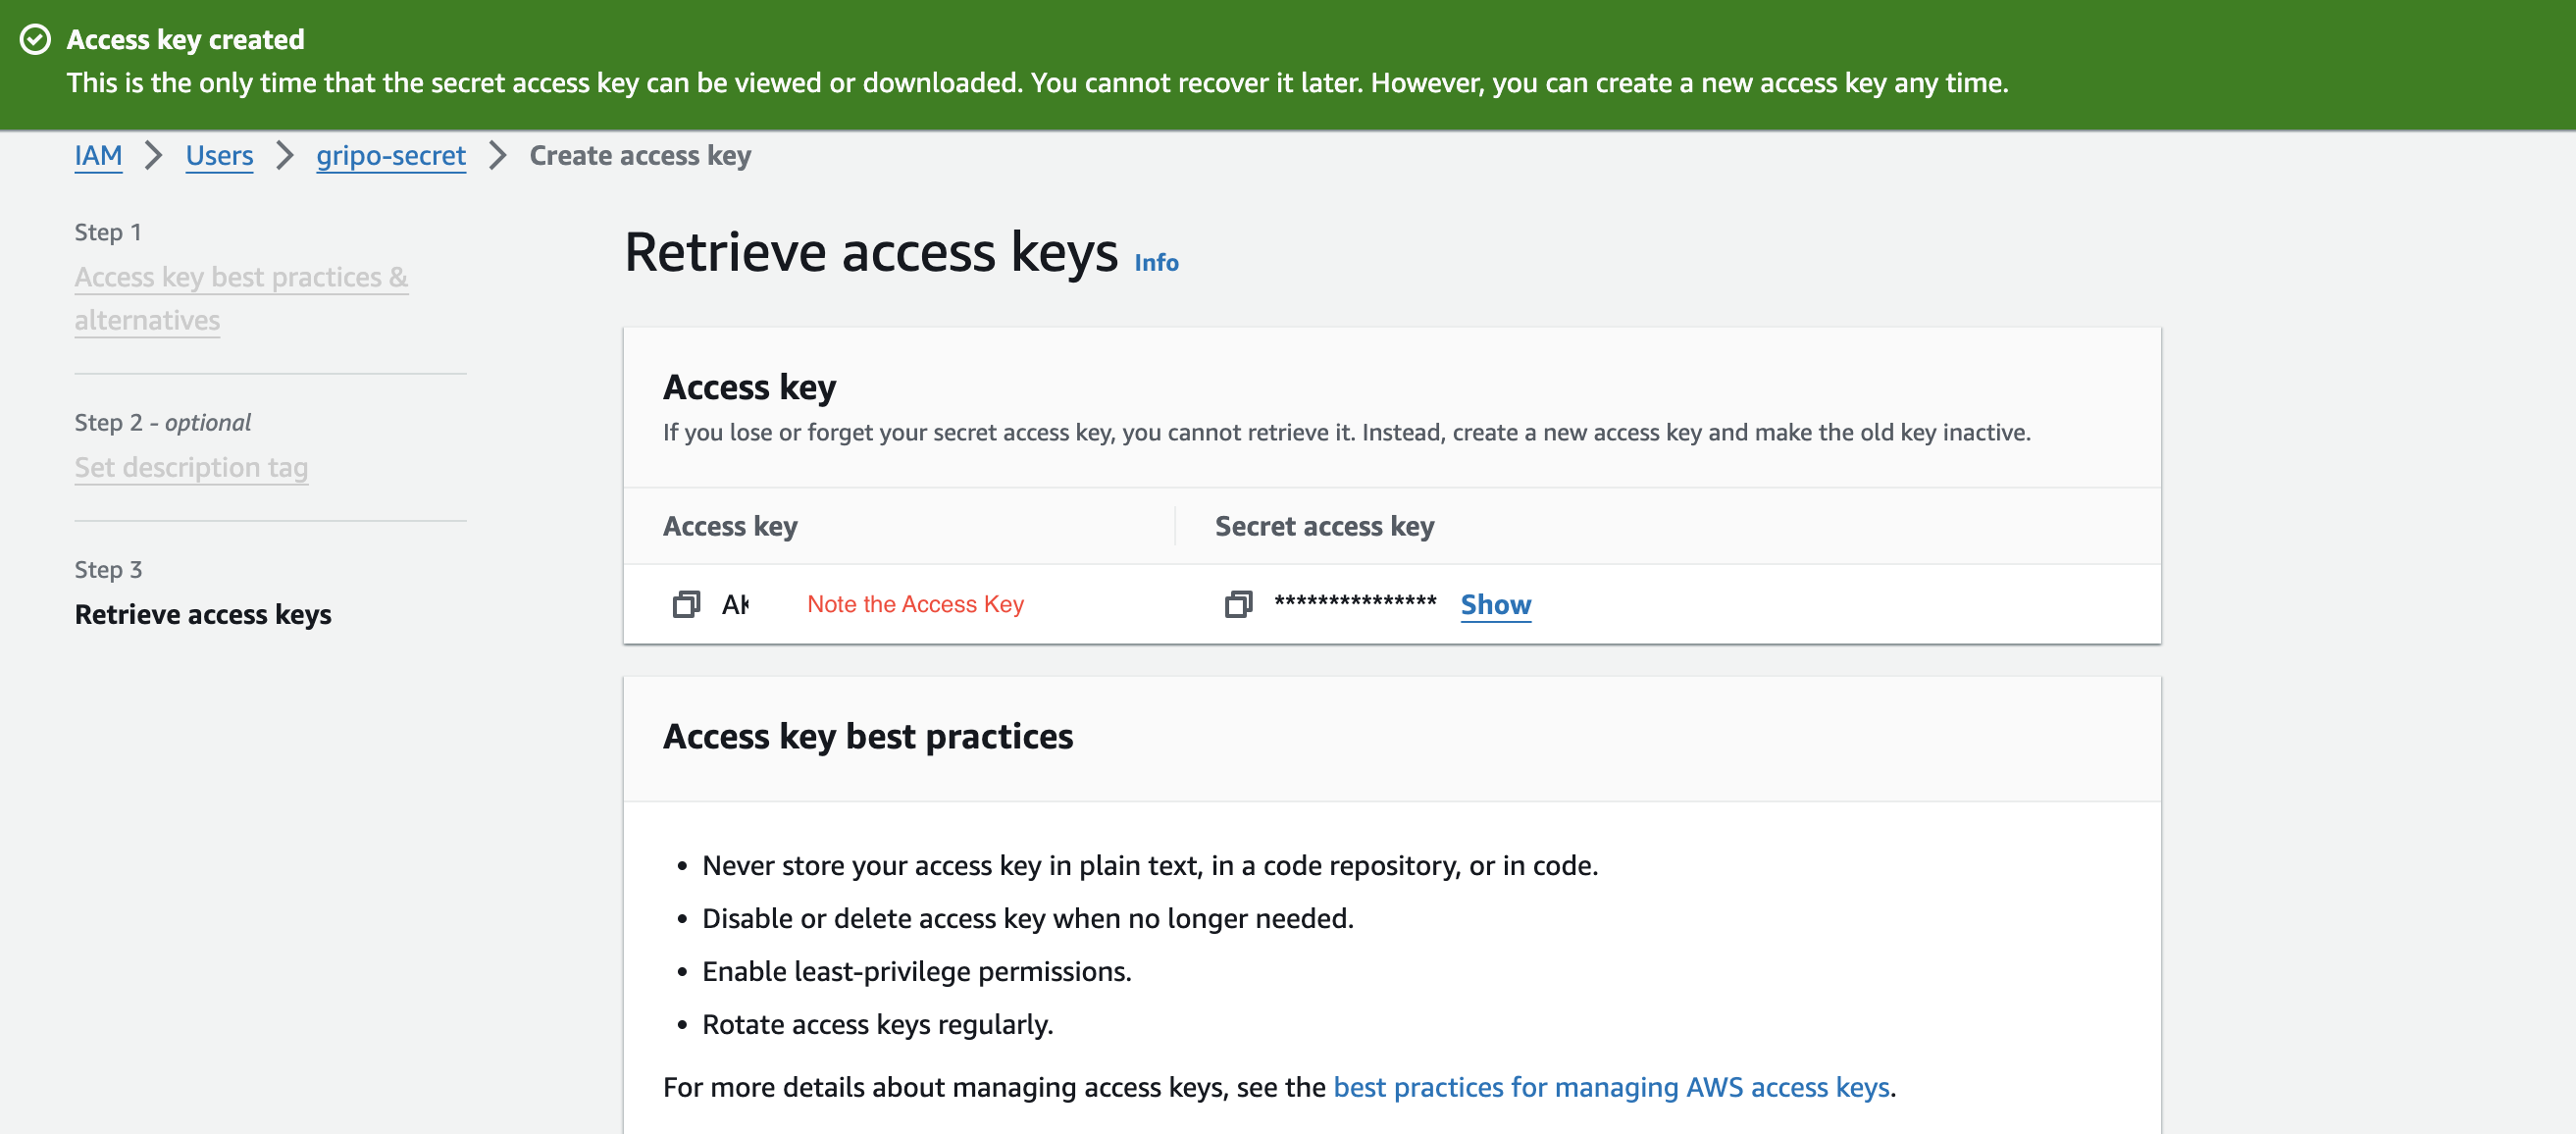 Access key created
This is the only time that the secret access key can be viewed or downloaded. You cannot recover it later. However, you can create a new access key any time.
IAM > Users > gripo-secret > Create access key
Step 1
Access key best practices &
alternatives
Step 2 - optional
Set description tag
Step 3
Retrieve access keys
Retrieve access keys Info
Access key
If you lose or forget your secret access key, you cannot retrieve it. Instead, create a new access key and make the old key inactive.
Access key Secret access key
Note the Access Key *************** Show
Access key best practices
• Never store your access key in plain text, in a code repository, or in code.
• Disable or delete access key when no longer needed.
• Enable least-privilege permissions.
• Rotate access keys regularly.
For more details about managing access keys, see the best practices for managing AWS access keys.